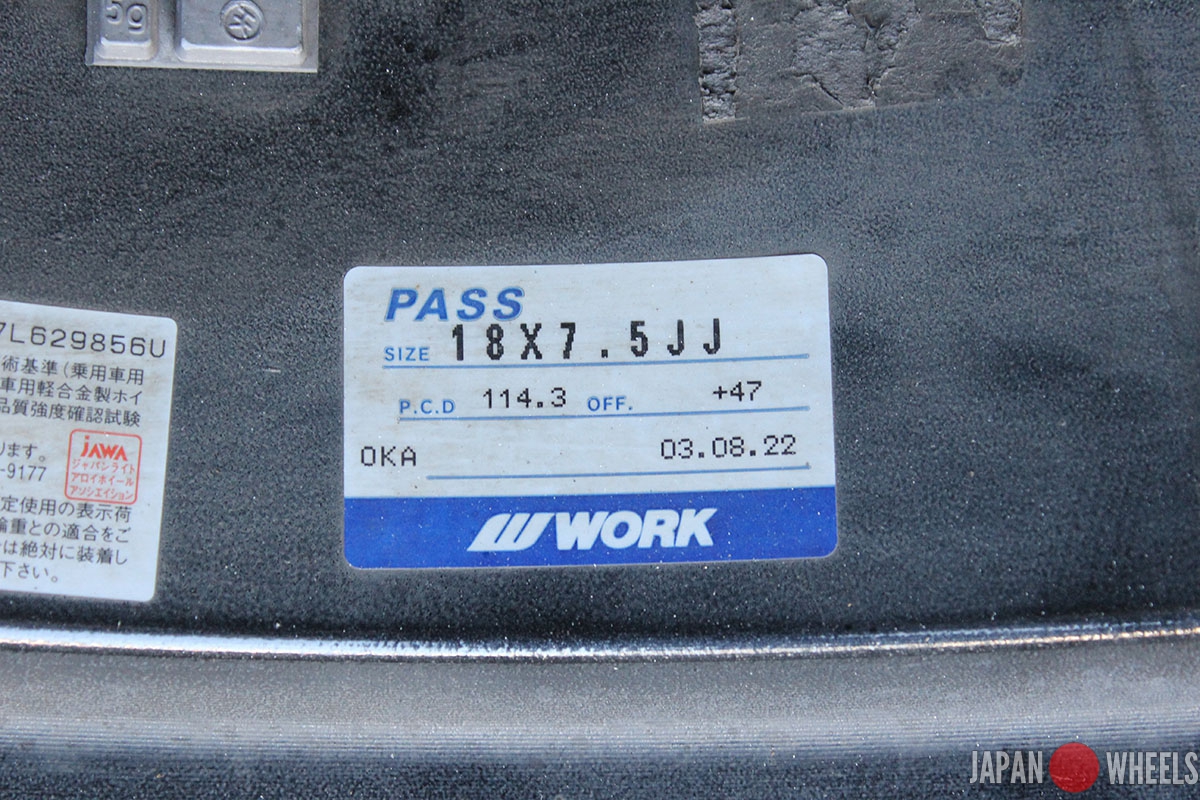 5g
PASS
SIZE 18X7.5JJ
P.C.D 114.3 OFF. +47
OKA 03.08.22
WORK
7L629856U
術基準(乗用車用
車用軽合金製ホイ
品質強度確認試験
ります。
-9177
JAWA
ジャパンライト
アロイホイール
アソシエイション
定使用の表示荷
輪重との適合をご
は絶対に装着し
下さい。
JAPAN WHEELS